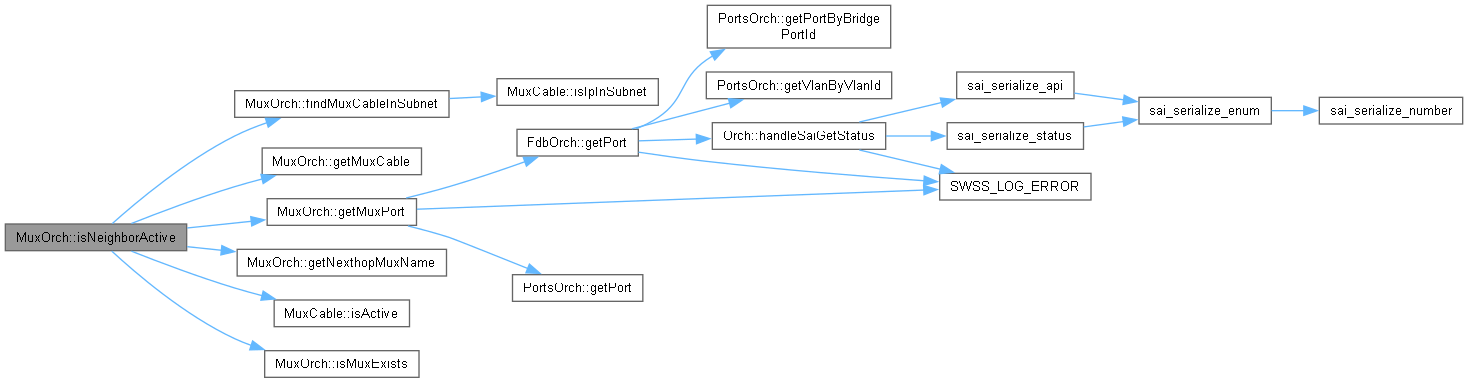 PortsOrch::getPortByBridge
PortId
MuxOrch::findMuxCableInSubnet
MuxCable::isIpInSubnet
PortsOrch::getVlanByVlanId
sai_serialize_api
sai_serialize_enum
sai_serialize_number
FdbOrch::getPort
Orch::handleSaiGetStatus
sai_serialize_status
MuxOrch::getMuxCable
SWSS_LOG_ERROR
MuxOrch::getMuxPort
MuxOrch::isNeighborActive
MuxOrch::getNexthopMuxName
PortsOrch::getPort
MuxCable::isActive
MuxOrch::isMuxExists